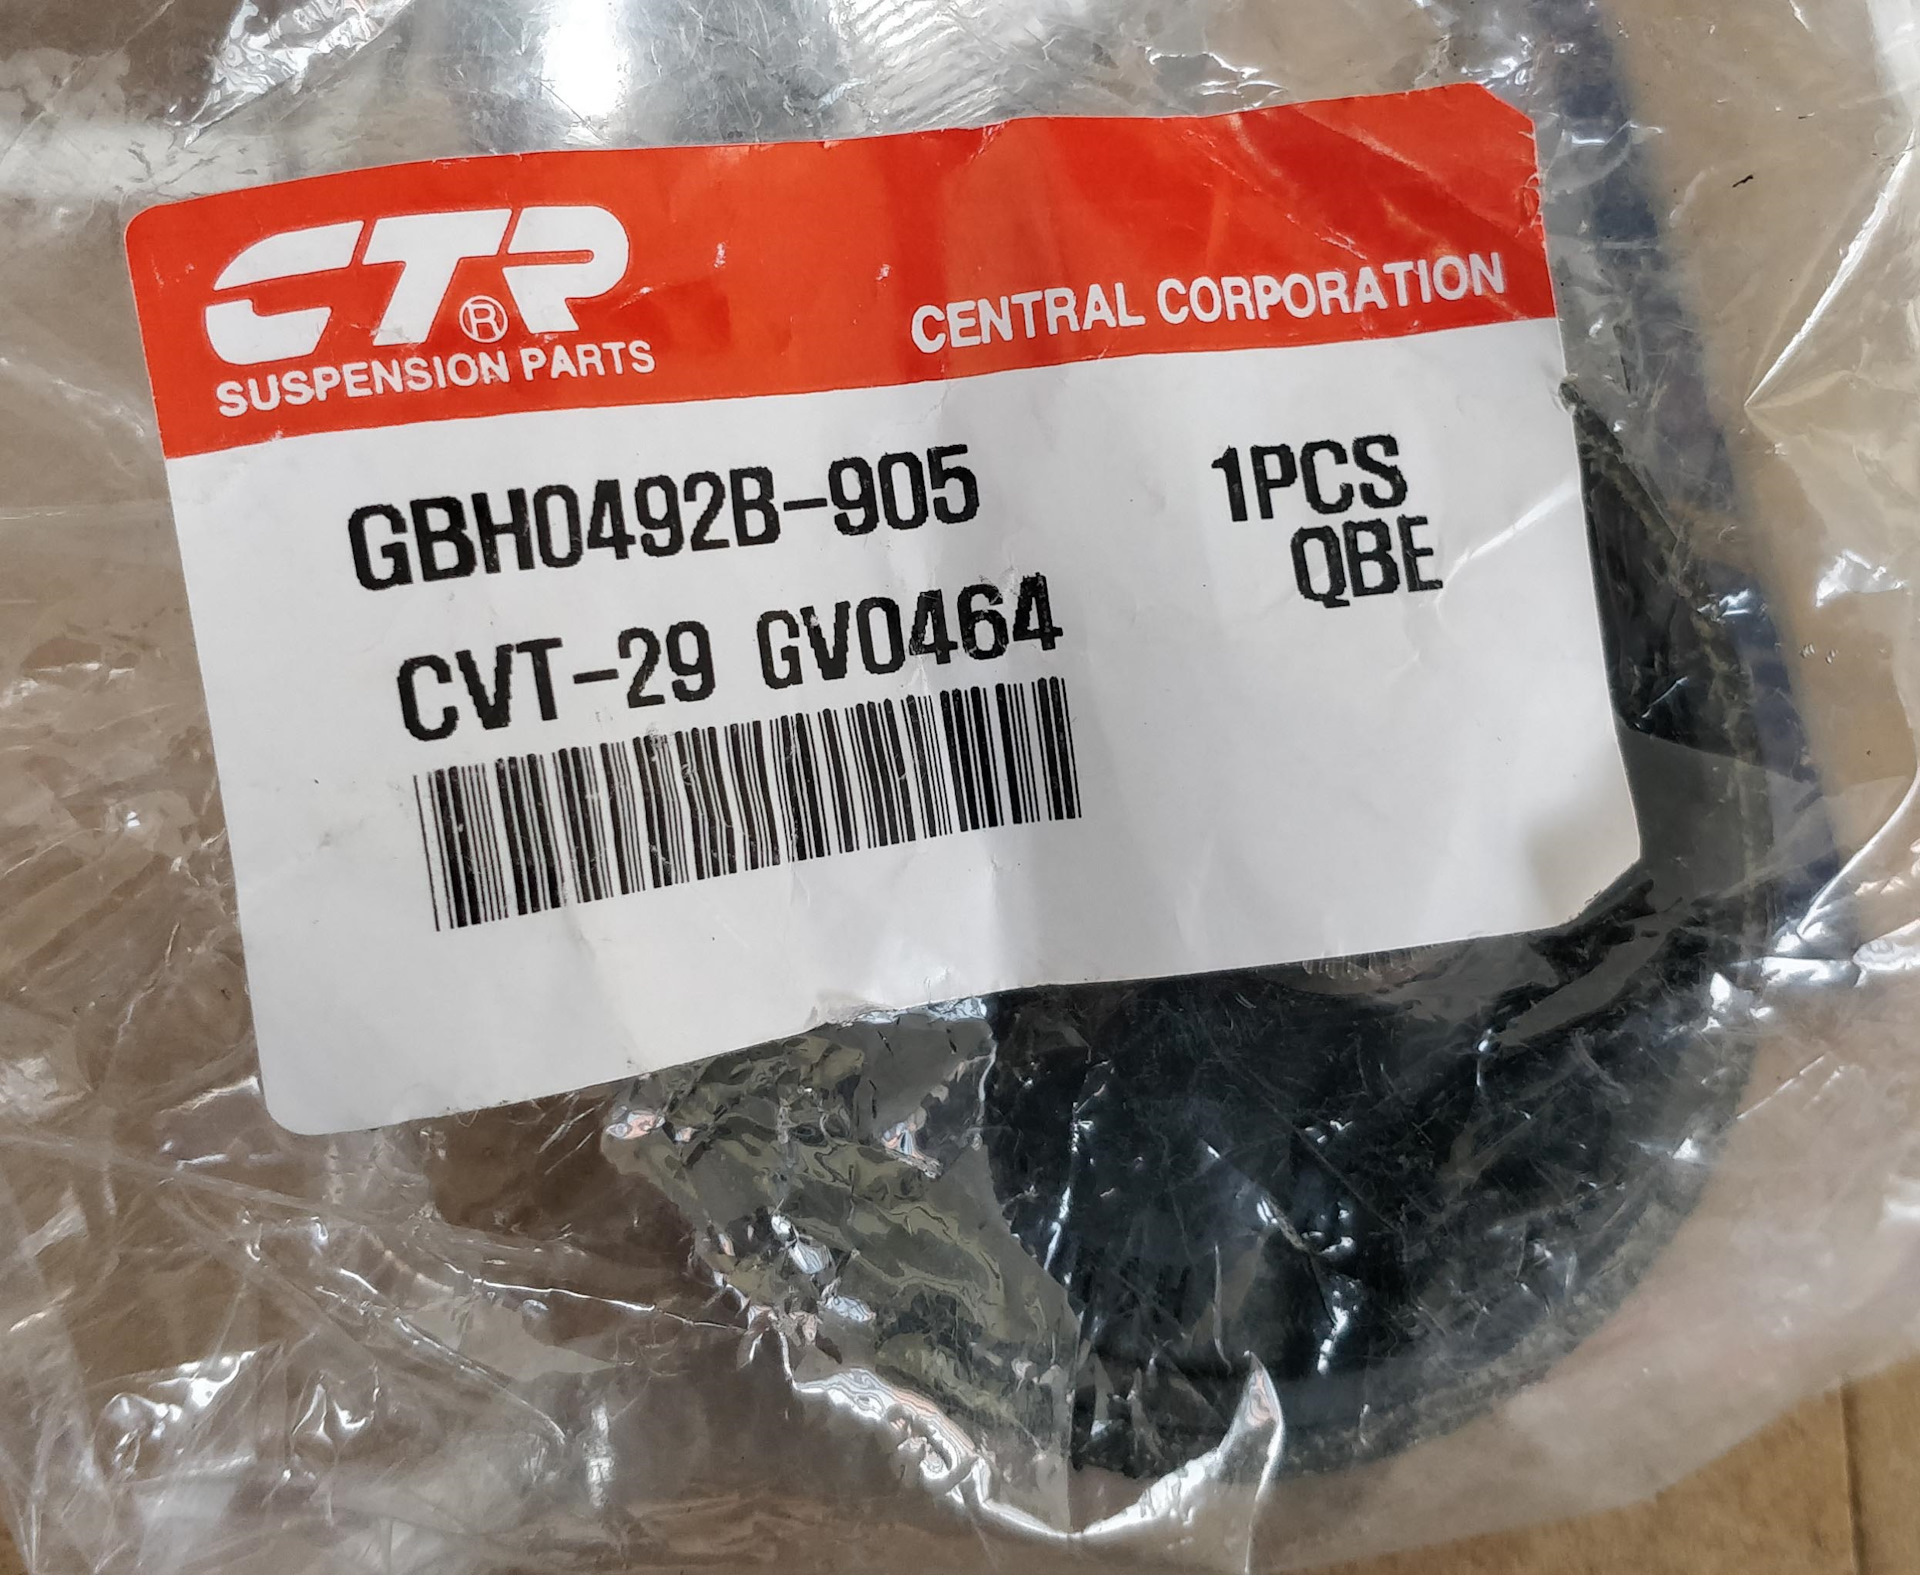 CTR®
SUSPENSION PARTS
CENTRAL CORPORATION
GBH0492B-905
1PCS
QBE
CVT-29 GV0464